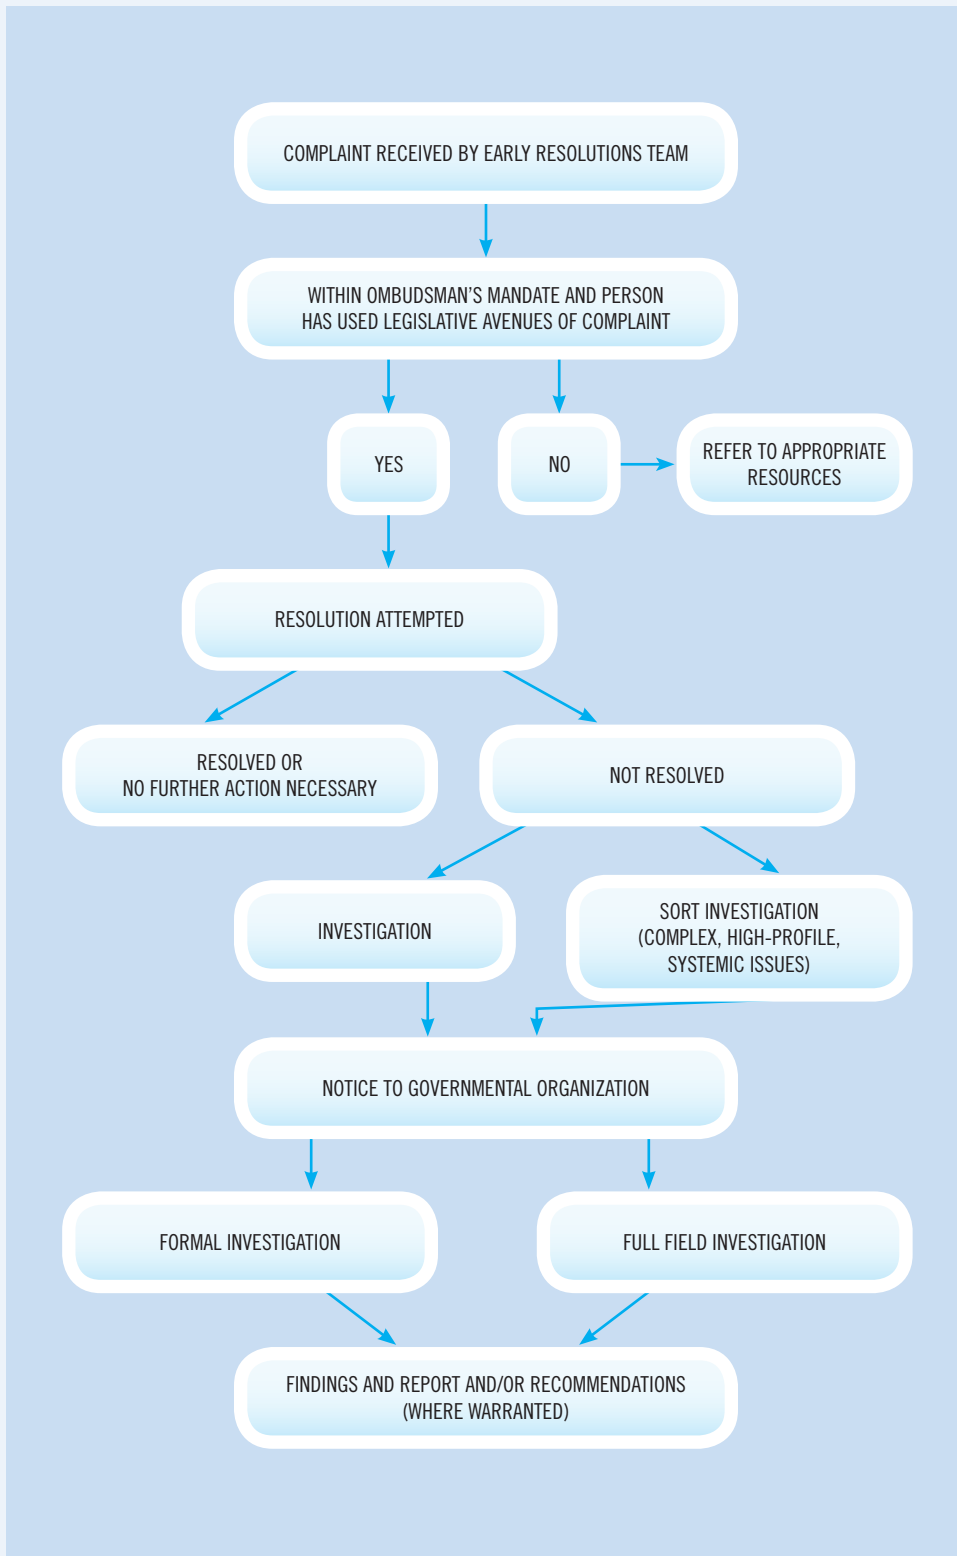 COMPLAINT RECEIVED BY EARLY RESOLUTIONS TEAM
WITHIN OMBUDSMAN’S MANDATE AND PERSON
HAS USED LEGISLATIVE AVENUES OF COMPLAINT
YES
NO
REFER TO APPROPRIATE
RESOURCES
RESOLUTION ATTEMPTED
RESOLVED OR
NO FURTHER ACTION NECESSARY
NOT RESOLVED
INVESTIGATION
SORT INVESTIGATION
(COMPLEX, HIGH-PROFILE,
SYSTEMIC ISSUES)
NOTICE TO GOVERNMENTAL ORGANIZATION
FORMAL INVESTIGATION
FULL FIELD INVESTIGATION
FINDINGS AND REPORT AND/OR RECOMMENDATIONS
(WHERE WARRANTED)